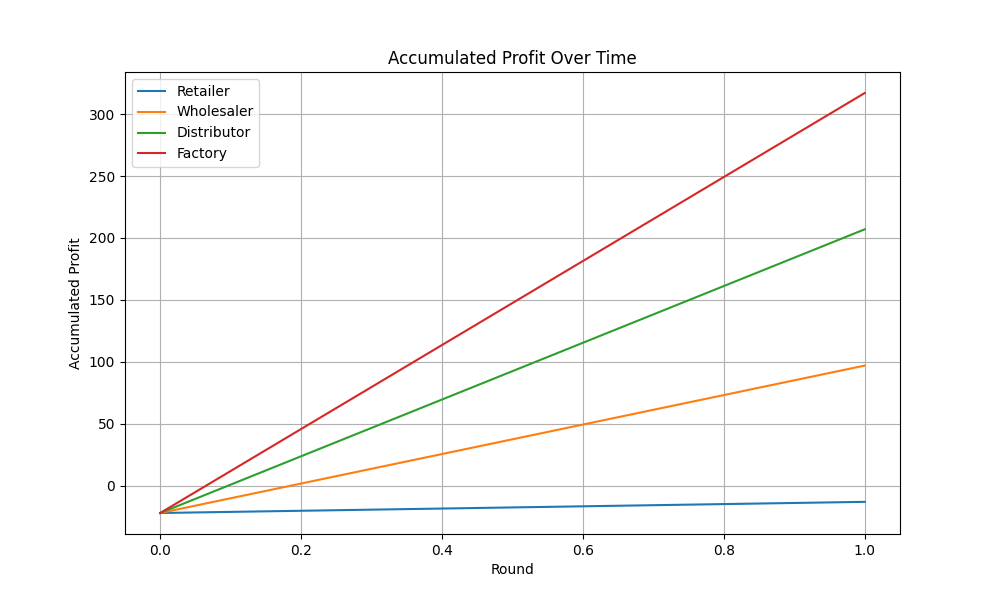 Accumulated Profit Over Time
Retailer
Wholesaler
Distributor
Factory
Accumulated Profit
300
250
200
150
100
50
0
0.0 0.2 0.4 0.6 0.8 1.0
Round